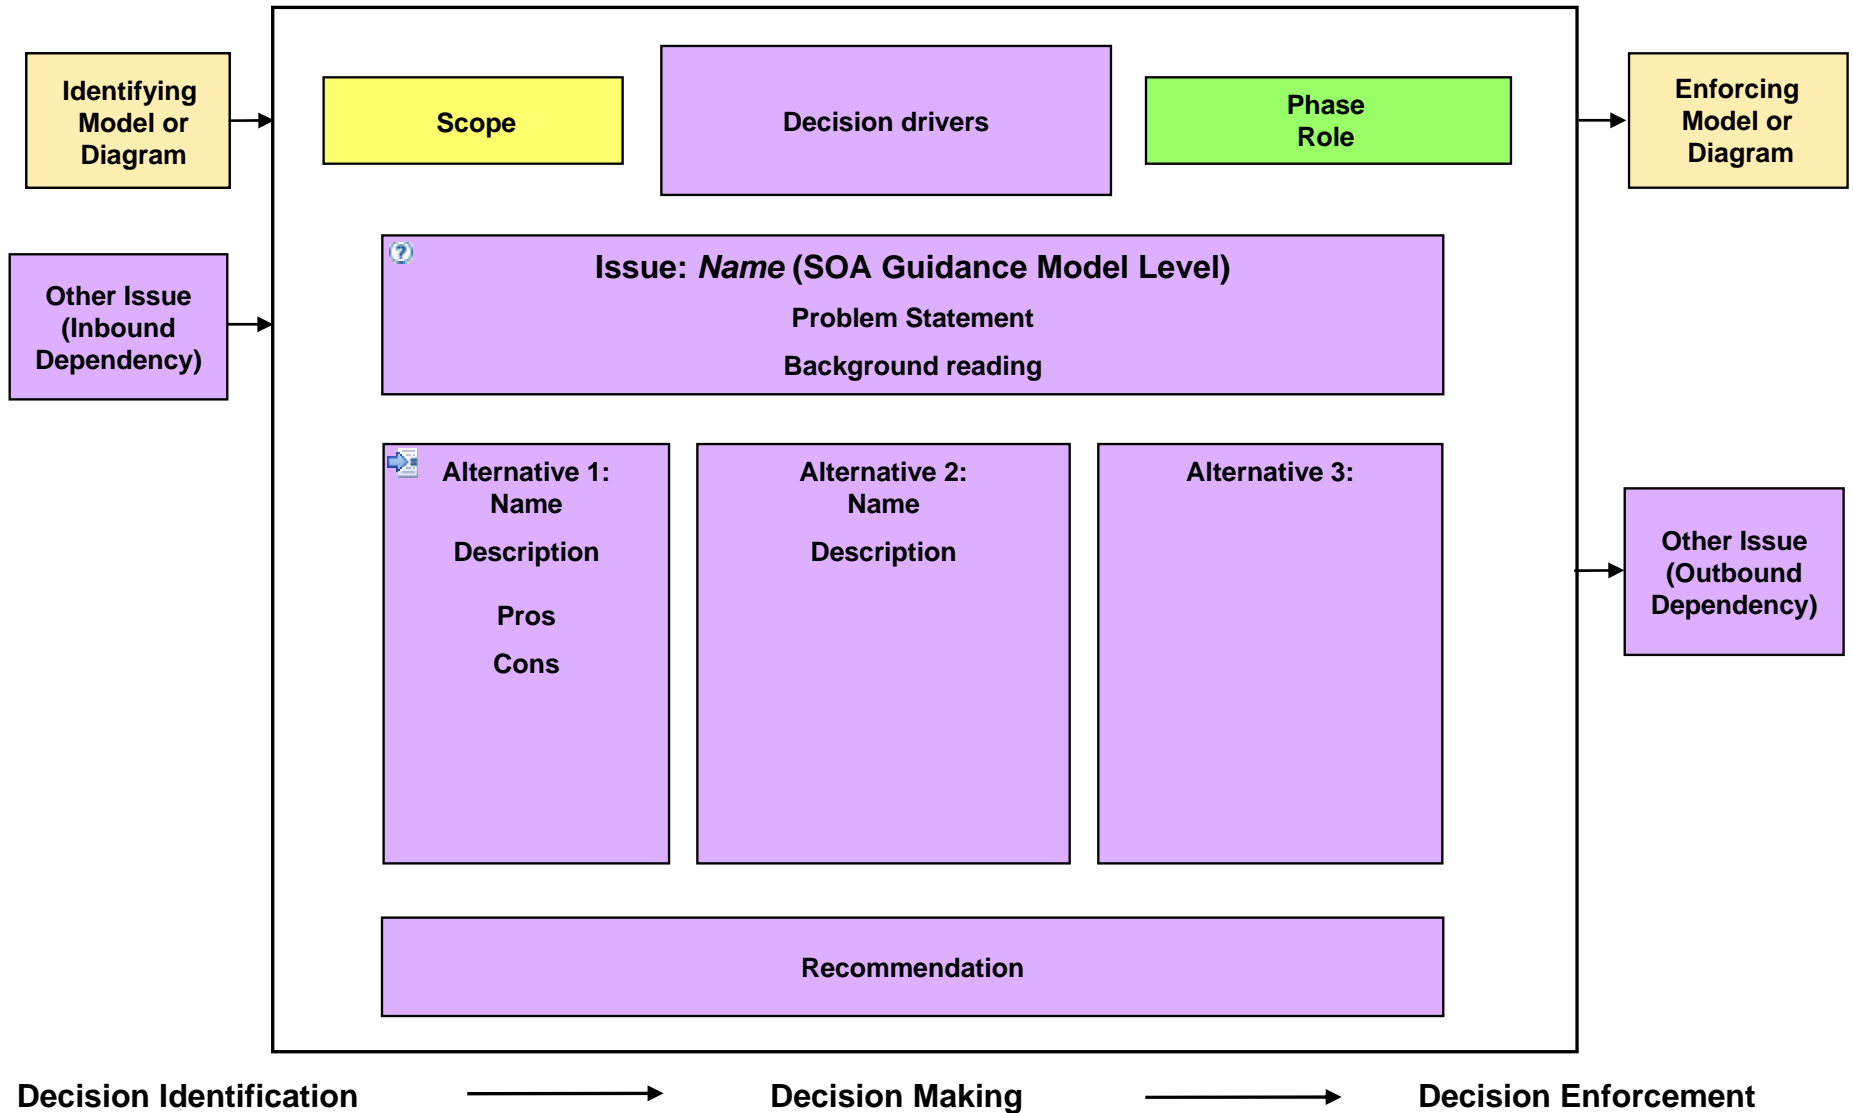 Identifying
Model or
Diagram
Scope
Decision drivers
Phase
Role
Enforcing
Model or
Diagram
Other Issue
(Inbound
Dependency)
?
Issue: Name (SOA Guidance Model Level)
Problem Statement
Background reading
Alternative 1:
Name
Description
Pros
Cons
Alternative 2:
Name
Description
Alternative 3:
Other Issue
(Outbound
Dependency)
Recommendation
Decision Identification
Decision Making
Decision Enforcement